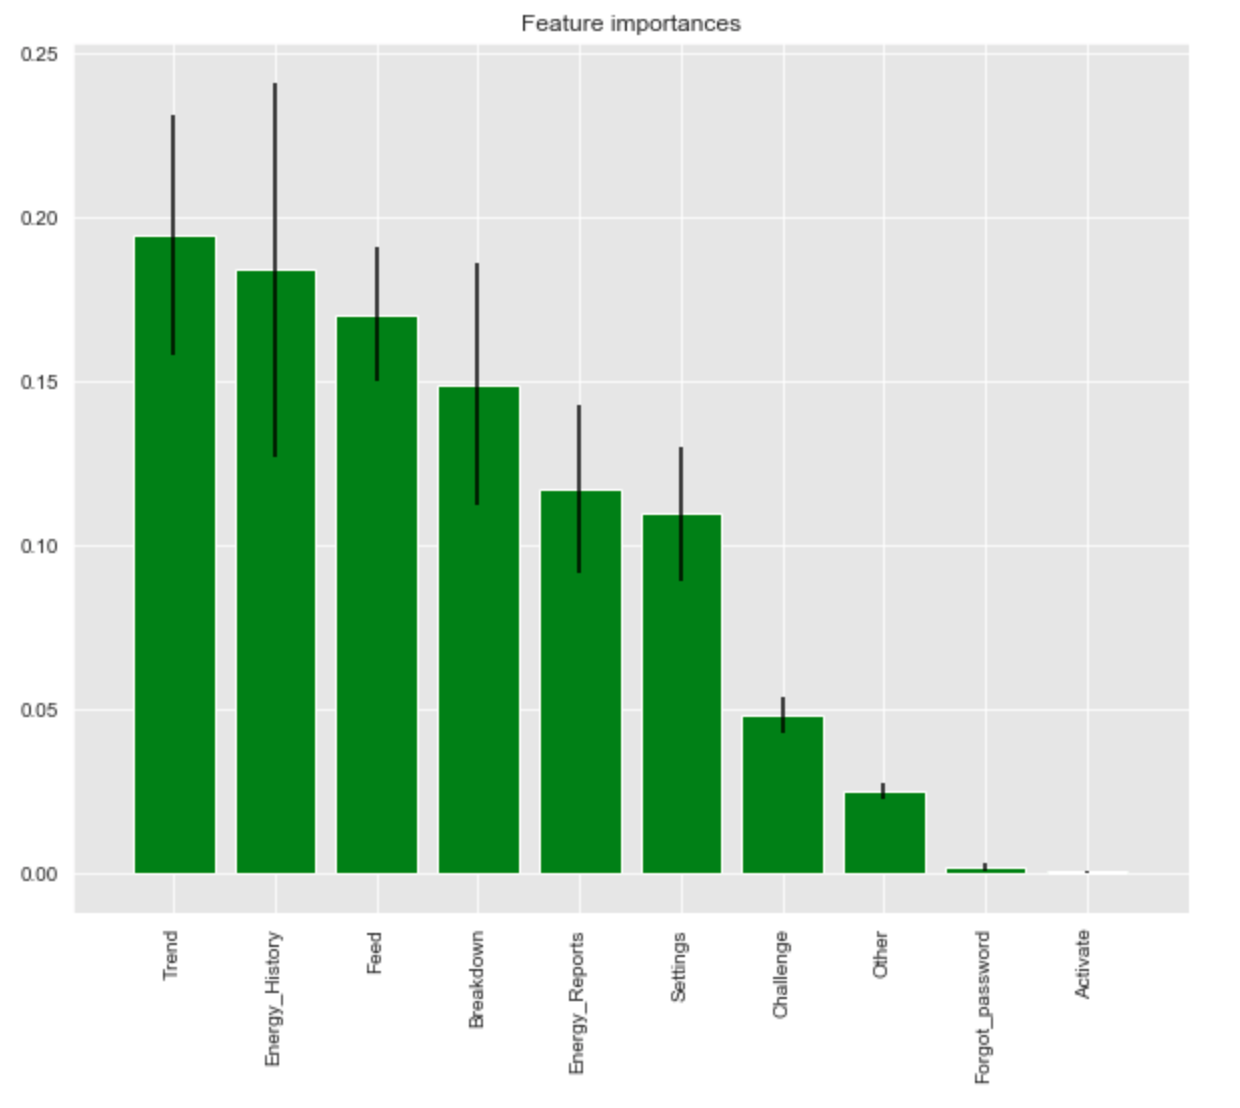 Feature importances
0.25
0.20
0.15
0.10
0.05
0.00
Trend
Energy_History
Feed
Breakdown
Energy_Reports
Settings
Challenge
Other
Forgot_password
Activate